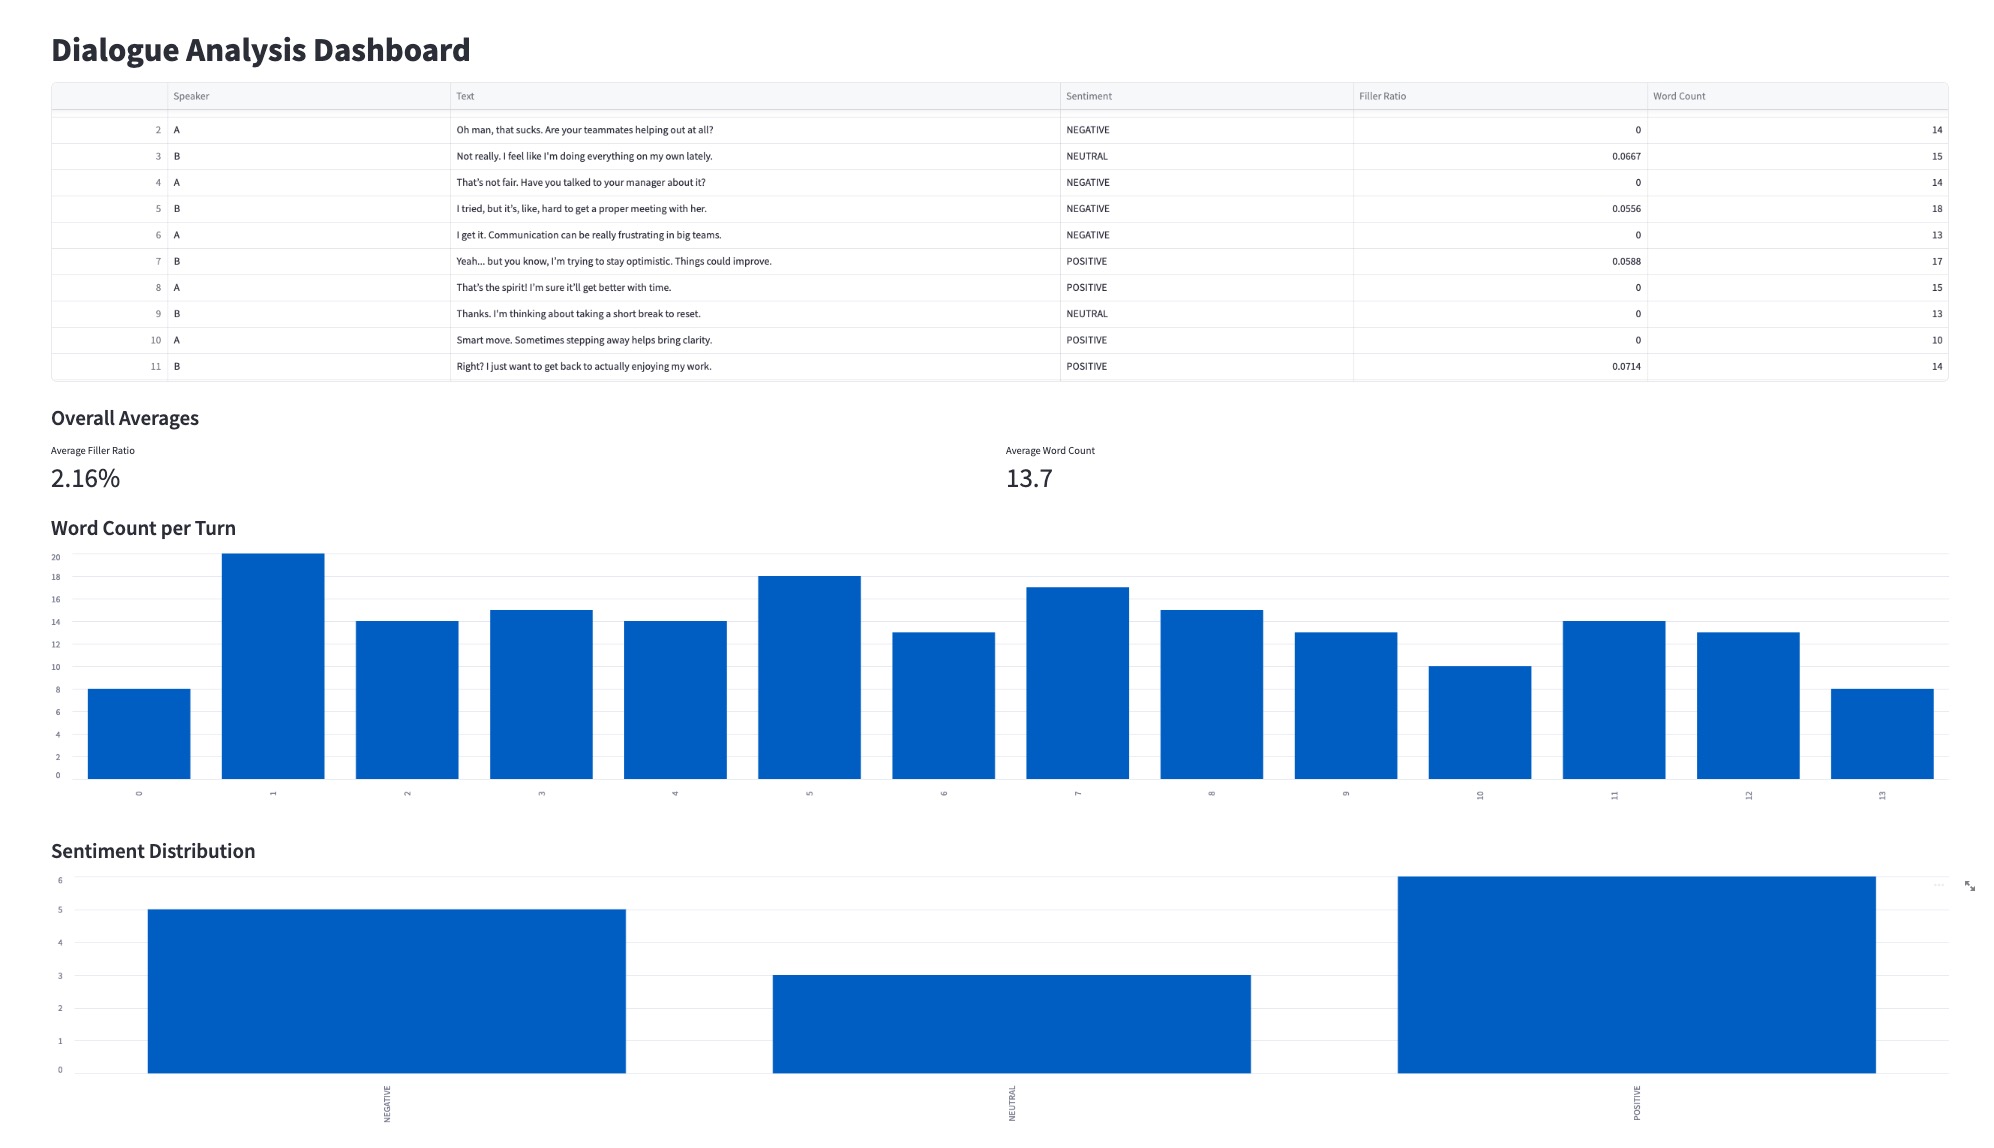 Dialogue Analysis Dashboard
Speaker Text Sentiment Filler Ratio Word Count
2 A Oh man, that sucks. Are your teammates helping out at all? NEGATIVE 0 14
3 B Not really. I feel like I'm doing everything on my own lately. NEUTRAL 0.0667 15
4 A That's not fair. Have you talked to your manager about it? NEGATIVE 0 14
5 B I tried, but it's, like, hard to get a proper meeting with her. NEGATIVE 0.0556 18
6 A I get it. Communication can be really frustrating in big teams. NEGATIVE 0 13
7 B Yeah... but you know, I'm trying to stay optimistic. Things could improve. POSITIVE 0.0588 17
8 A That's the spirit! I'm sure it'll get better with time. POSITIVE 0 15
9 B Thanks. I'm thinking about taking a short break to reset. NEUTRAL 0 13
10 A Smart move. Sometimes stepping away helps bring clarity. POSITIVE 0 10
11 B Right? I just want to get back to actually enjoying my work. POSITIVE 0.0714 14
Overall Averages
Average Filler Ratio Average Word Count
2.16% 13.7
Word Count per Turn
20
18
16
14
12
10
8
6
4
2
0
0 1 2 3 4 5 6 7 8 9 10 11 12 13
Sentiment Distribution
6
5
4
3
2
1
0
NEGATIVE NEUTRAL POSITIVE